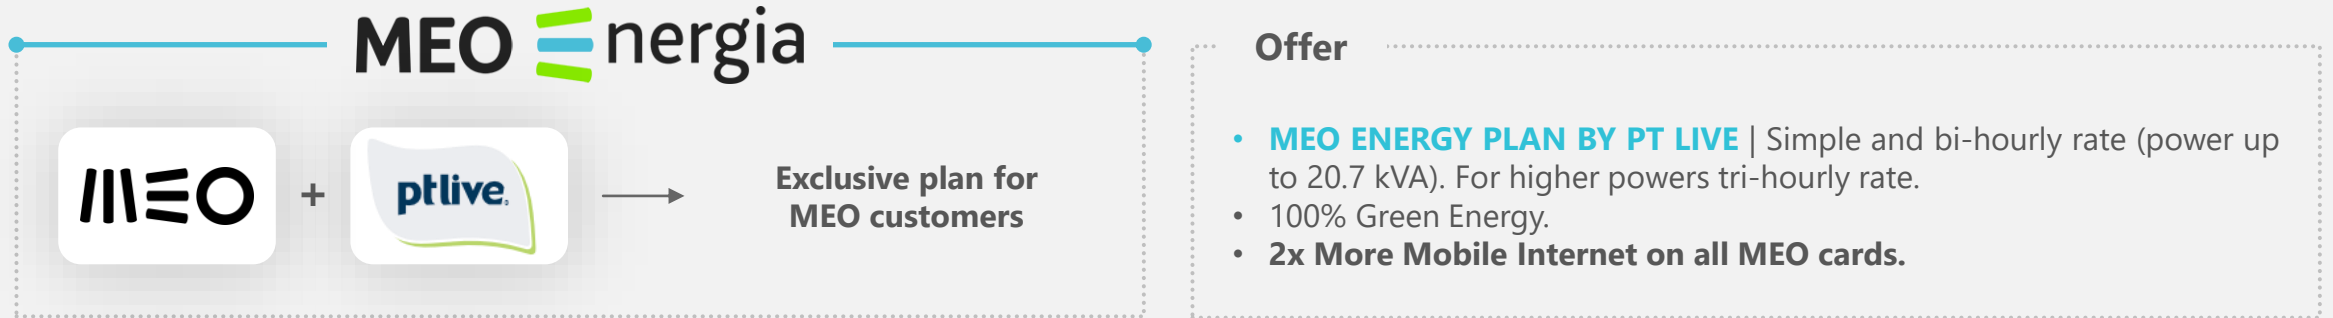 MEO Energia
MEO + ptlive.
Exclusive plan for
MEO customers
Offer
• MEO ENERGY PLAN BY PT LIVE | Simple and bi-hourly rate (power up
to 20.7 kVA). For higher powers tri-hourly rate.
• 100% Green Energy.
• 2x More Mobile Internet on all MEO cards.